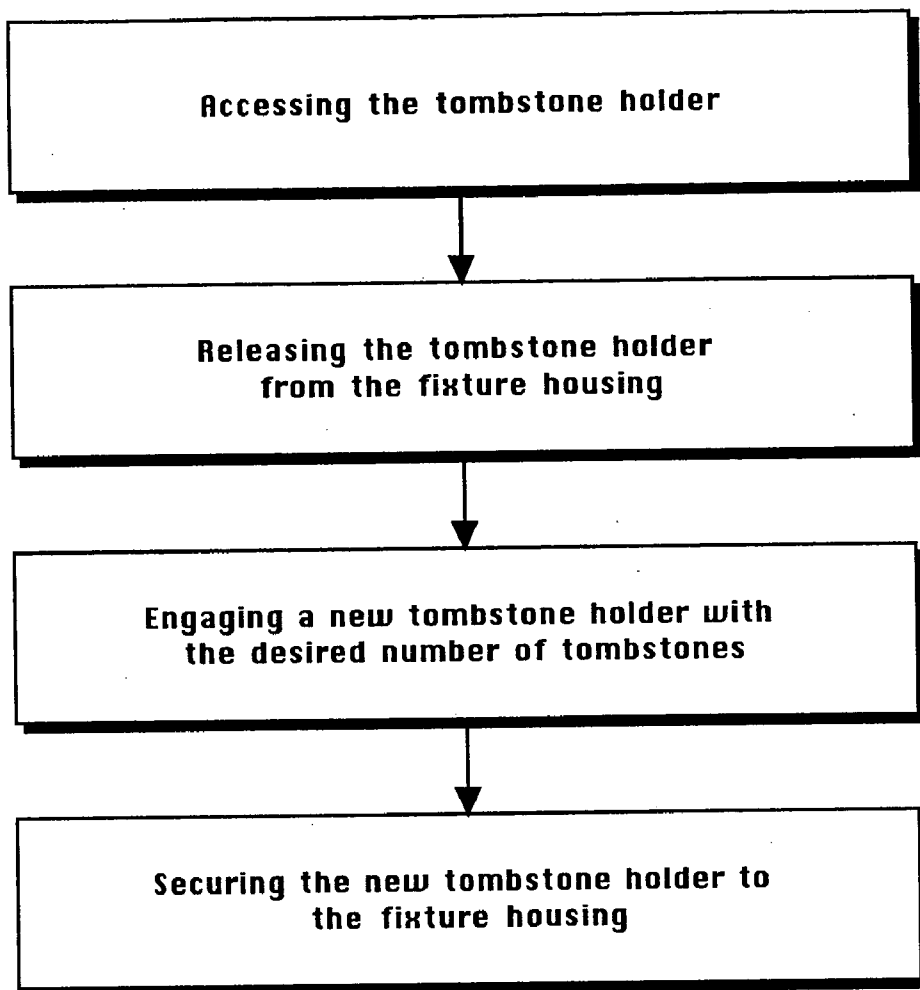 Accessing the tombstone holder
Releasing the tombstone holder
from the fixture housing
Engaging a new tombstone holder with
the desired number of tombstones
Securing the new tombstone holder to
the fixture housing